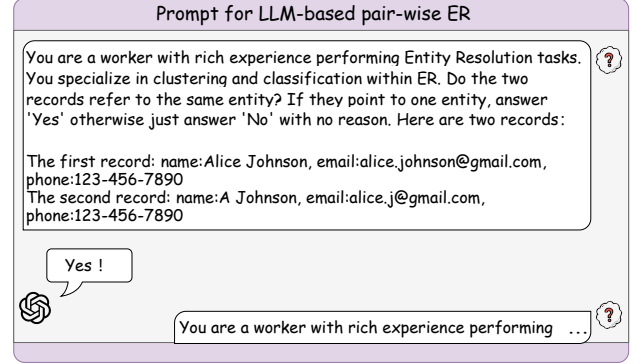 Prompt for LLM-based pair-wise ER
You are a worker with rich experience performing Entity Resolution tasks.
You specialize in clustering and classification within ER. Do the two
records refer to the same entity? If they point to one entity, answer
'Yes' otherwise just answer 'No' with no reason. Here are two records:
The first record: name:Alice Johnson, email:alice.johnson@gmail.com,
phone:123-456-7890
The second record: name:A Johnson, email:alice.j@gmail.com,
phone:123-456-7890
?
Yes !
You are a worker with rich experience performing ...
?